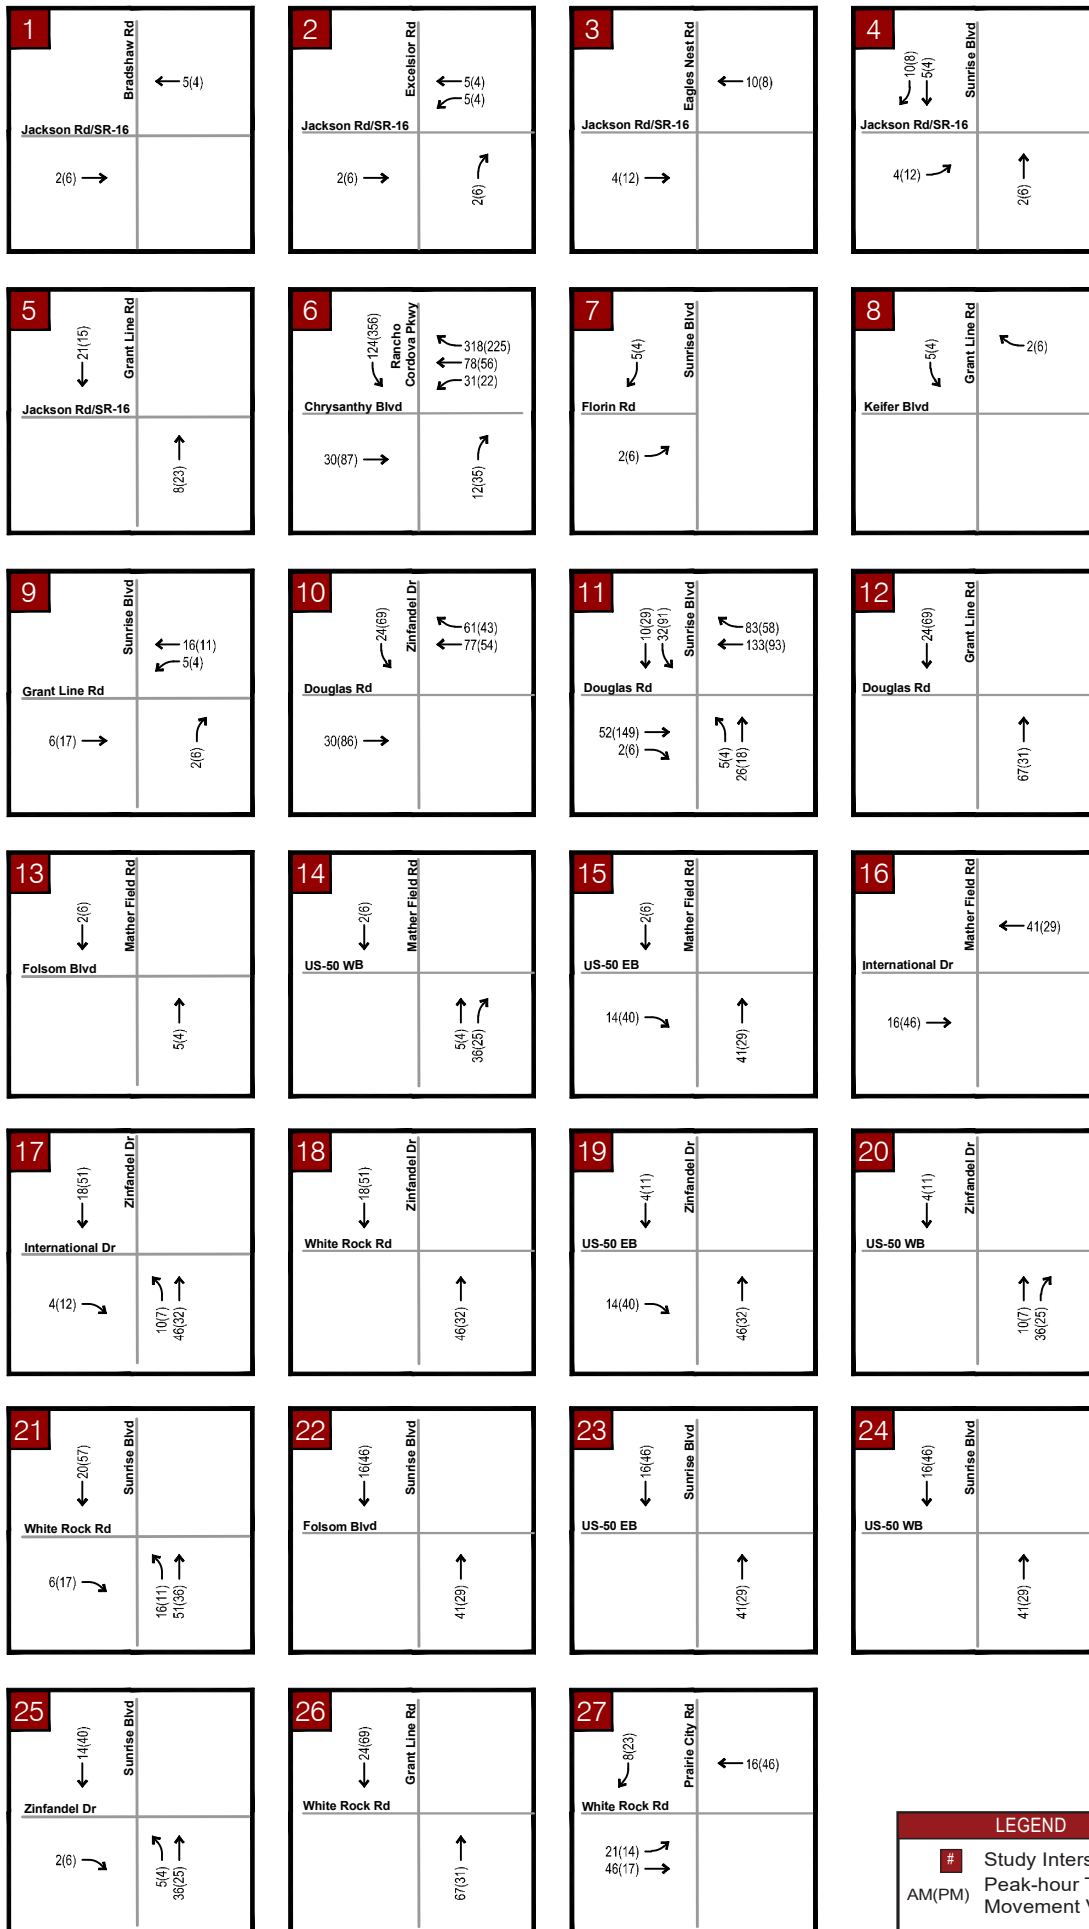 1
Bradshaw Rd
5(4)
Jackson Rd/SR-16
2(6)
2
Excelsior Rd
5(4)
5(4)
Jackson Rd/SR-16
2(6)
2(6)
3
Eagles Nest Rd
10(8)
Jackson Rd/SR-16
4(12)
4
10(8)
5(4)
Sunrise Blvd
Jackson Rd/SR-16
4(12)
2(6)
5
21(15)
Grant Line Rd
Jackson Rd/SR-16
8(23)
6
124(356)
Rancho
Cordova Pkwy
318(225)
78(56)
31(22)
Chrysanthy Blvd
30(87)
12(35)
7
5(4)
Sunrise Blvd
Florin Rd
2(6)
8
5(4)
Grant Line Rd
2(6)
Keifer Blvd
9
Sunrise Blvd
16(11)
5(4)
Grant Line Rd
6(17)
2(6)
10
24(69)
Zinfandel Dr
61(43)
77(54)
Douglas Rd
30(86)
11
10(29)
32(91)
Sunrise Blvd
83(58)
133(93)
Douglas Rd
52(149)
2(6)
5(4)
26(18)
12
24(69)
Grant Line Rd
Douglas Rd
67(31)
13
2(6)
Mather Field Rd
Folsom Blvd
5(4)
14
2(6)
Mather Field Rd
US-50 WB
5(4)
36(25)
15
2(6)
Mather Field Rd
US-50 EB
14(40)
41(29)
16
Mather Field Rd
41(29)
International Dr
16(46)
17
18(51)
Zinfandel Dr
International Dr
4(12)
10(7)
46(32)
18
18(51)
Zinfandel Dr
White Rock Rd
46(32)
19
4(11)
Zinfandel Dr
US-50 EB
14(40)
46(32)
20
4(11)
Zinfandel Dr
US-50 WB
10(7)
36(25)
21
20(57)
Sunrise Blvd
White Rock Rd
6(17)
16(11)
51(36)
22
16(46)
Sunrise Blvd
Folsom Blvd
41(29)
23
16(46)
Sunrise Blvd
US-50 EB
41(29)
24
16(46)
Sunrise Blvd
US-50 WB
41(29)
25
14(40)
Sunrise Blvd
Zinfandel Dr
2(6)
5(4)
36(25)
26
24(69)
Grant Line Rd
White Rock Rd
67(31)
27
8(23)
Prairie City Rd
16(46)
White Rock Rd
21(14)
46(17)
LEGEND
# Study Inters
AM(PM) Peak-hour T
Movement V